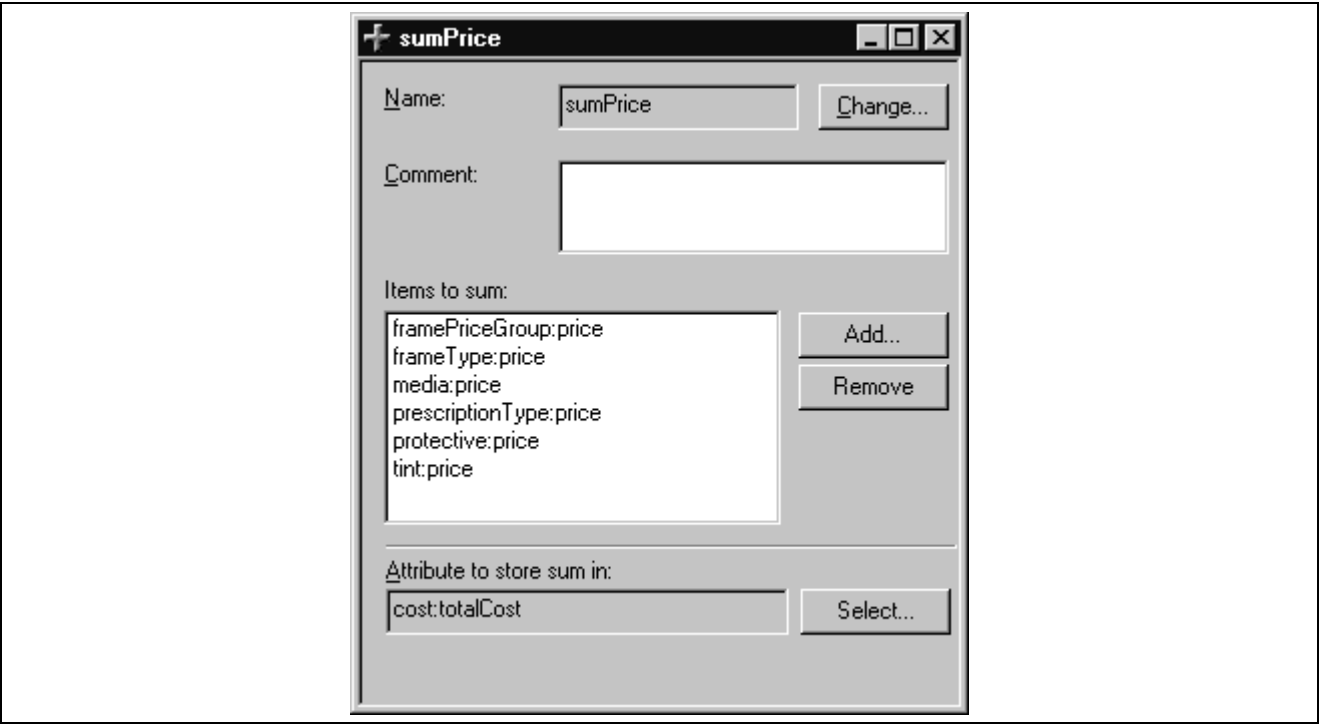 sumPrice
Name: sumPrice Change...
Comment:
Items to sum:
framePriceGroup:price Add...
frameType:price
media:price Remove
prescriptionType:price
protective:price
tint:price
Attribute to store sum in:
cost:totalCost Select...